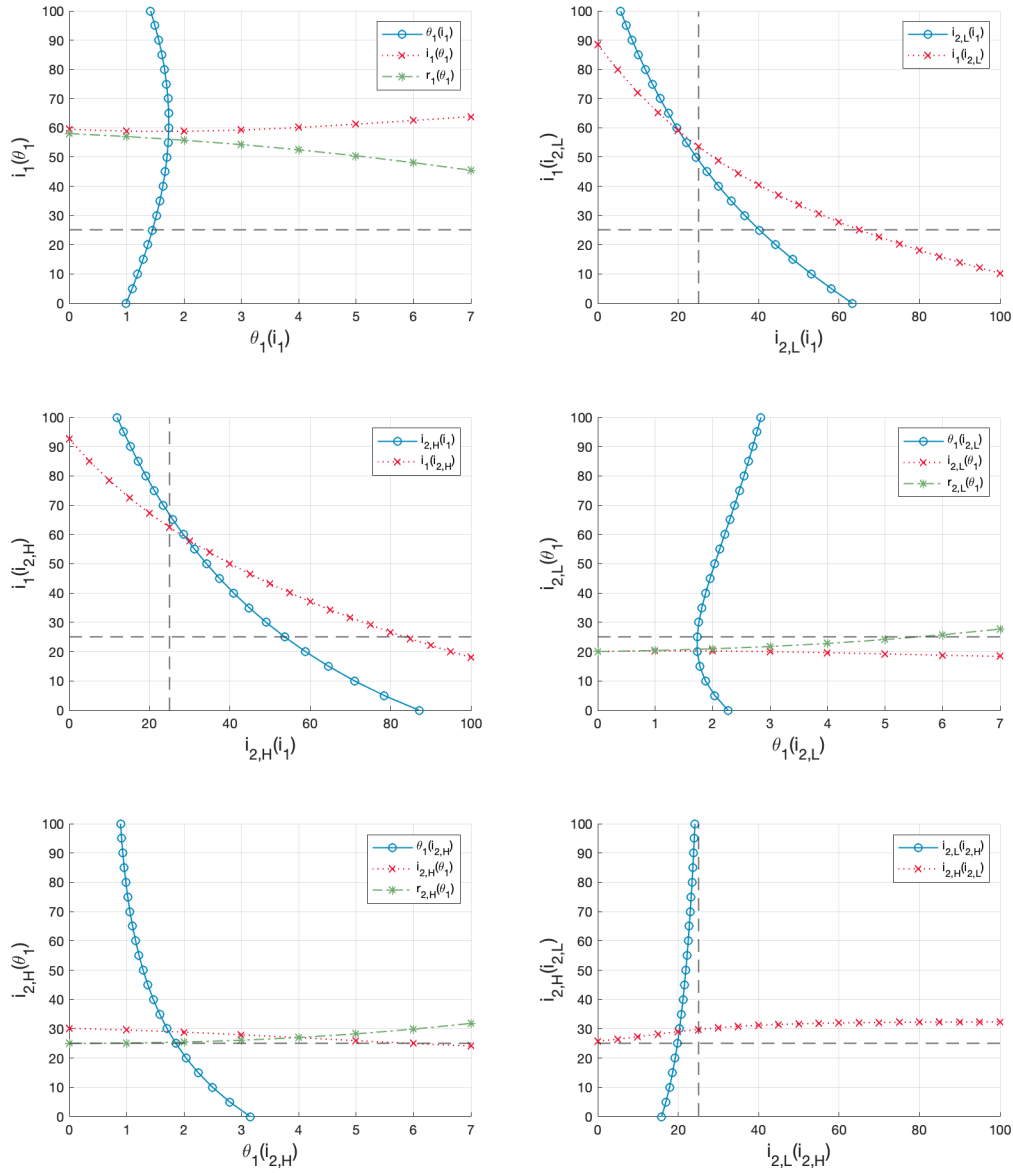 100
90
80
70
60
50
40
30
20
10
0
i1(θ1)
0 1 2 3 4 5 6 7
θ1(i1)
θ1(i1)
i1(θ1)
r1(θ1)
100
90
80
70
60
50
40
30
20
10
0
i1(i2,L)
0 20 40 60 80 100
i2,L(i1)
i2,L(i1)
i1(i2,L)
100
90
80
70
60
50
40
30
20
10
0
i1(i2,H)
0 20 40 60 80 100
i2,H(i1)
i2,H(i1)
i1(i2,H)
100
90
80
70
60
50
40
30
20
10
0
i2,L(θ1)
0 1 2 3 4 5 6 7
θ1(i2,L)
θ1(i2,L)
i2,L(θ1)
r2,L(θ1)
100
90
80
70
60
50
40
30
20
10
0
i2,H(θ1)
0 1 2 3 4 5 6 7
θ1(i2,H)
θ1(i2,H)
i2,H(θ1)
r2,H(θ1)
100
90
80
70
60
50
40
30
20
10
0
i2,H(i2,L)
0 20 40 60 80 100
i2,L(i2,H)
i2,L(i2,H)
i2,H(i2,L)